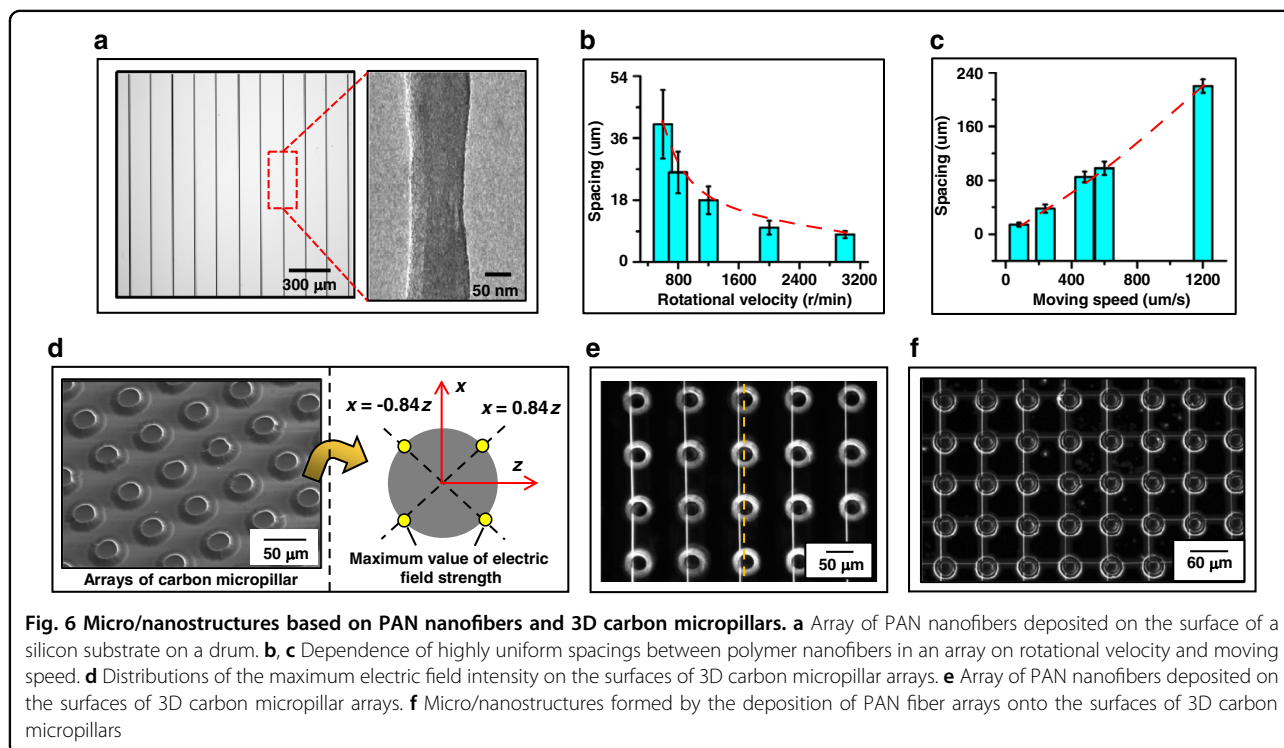 a
300 μm
50 nm
b
54
36
18
0
Spacing (um)
800 1600 2400 3200
Rotational velocity (r/min)
c
240
160
80
0
Spacing (um)
0 400 800 1200
Moving speed (um/s)
d
50 μm
Arrays of carbon micropillar
x
x = -0.84z
x = 0.84z
z
Maximum value of electric
field strength
e
50 μm
f
60 μm
Fig. 6 Micro/nanostructures based on PAN nanofibers and 3D carbon micropillars. a Array of PAN nanofibers deposited on the surface of a
silicon substrate on a drum. b, c Dependence of highly uniform spacings between polymer nanofibers in an array on rotational velocity and moving
speed. d Distributions of the maximum electric field intensity on the surfaces of 3D carbon micropillar arrays. e Array of PAN nanofibers deposited on
the surfaces of 3D carbon micropillar arrays. f Micro/nanostructures formed by the deposition of PAN fiber arrays onto the surfaces of 3D carbon
micropillars